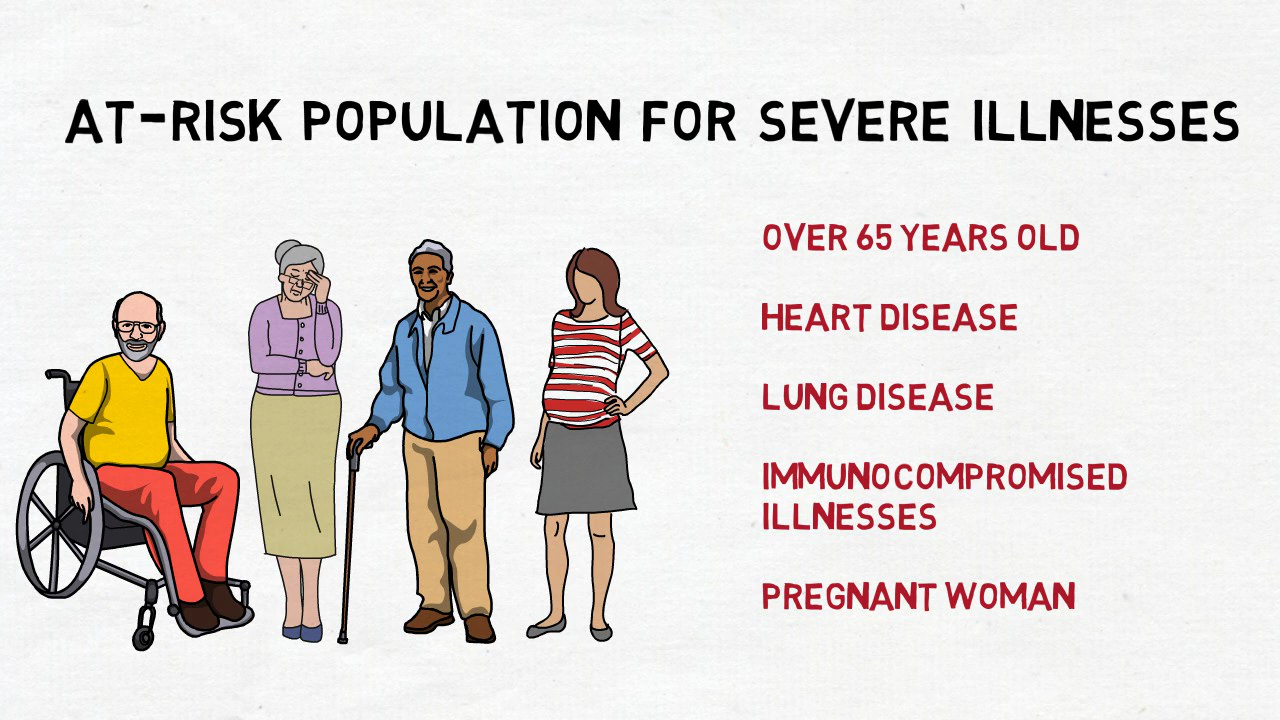 AT-RISK POPULATION FOR SEVERE ILLNESSES
OVER 65 YEARS OLD
HEART DISEASE
LUNG DISEASE
IMMUNOCOMPROMISED
ILLNESSES
PREGNANT WOMAN